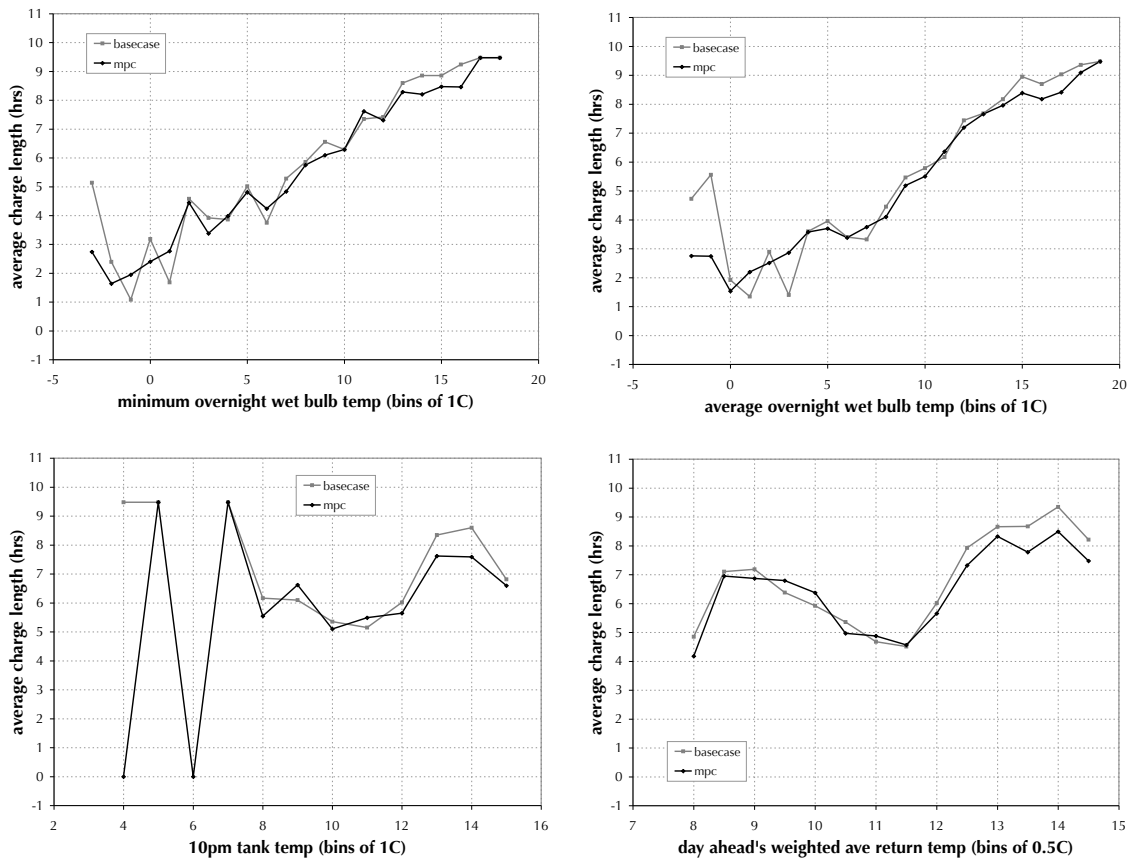 11
10
9
8
7
6
5
4
3
2
1
0
-1
average charge length (hrs)
basecase
mpc
-5 0 5 10 15 20
minimum overnight wet bulb temp (bins of 1C)
11
10
9
8
7
6
5
4
3
2
1
0
-1
average charge length (hrs)
basecase
mpc
-5 0 5 10 15 20
average overnight wet bulb temp (bins of 1C)
11
10
9
8
7
6
5
4
3
2
1
0
-1
average charge length (hrs)
basecase
mpc
2 4 6 8 10 12 14 16
10pm tank temp (bins of 1C)
11
10
9
8
7
6
5
4
3
2
1
0
-1
average charge length (hrs)
basecase
mpc
7 8 9 10 11 12 13 14 15
day ahead's weighted ave return temp (bins of 0.5C)